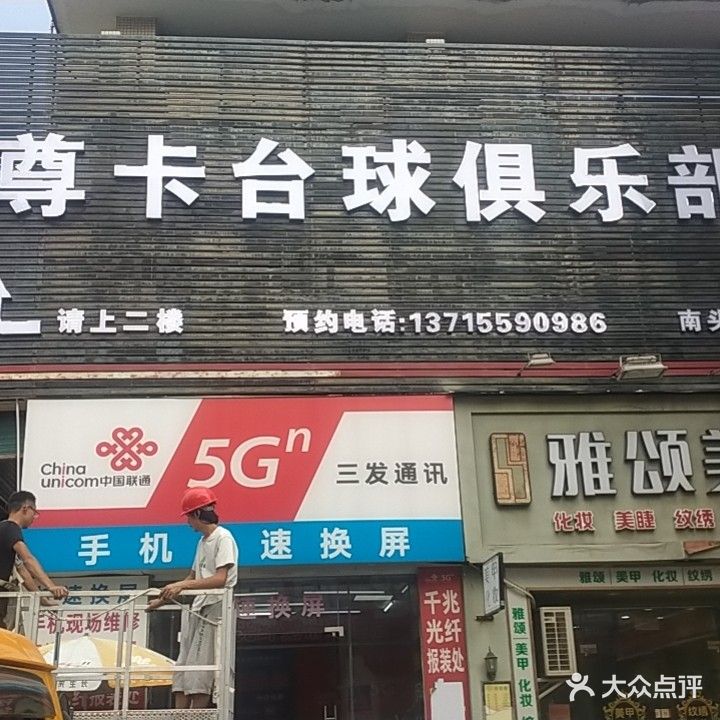 尊卡台球俱乐部
请上二楼 预约电话:13715590986 南头
China unicom中国联通
5Gⁿ
三发通讯
手机 速换屏
雅颂美
化妆 美睫 纹绣
雅颂 美甲 化妆 纹绣
速换屏
手机现场维修
速换屏
5Gⁿ
千兆光纤报装处
雅颂 美甲 化妆
大众点评